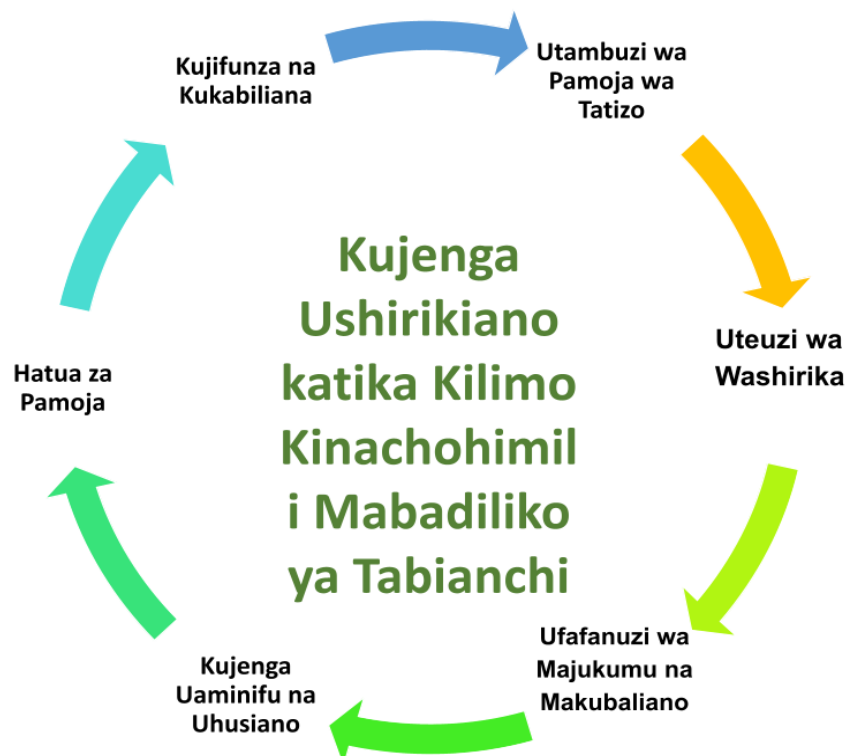 Kujifunza na
Kukabiliana
Utambuzi wa
Pamoja wa
Tatizo
Kujenga
Ushirikiano
katika Kilimo
Kinachohimil
i Mabadiliko
ya Tabianchi
Uteuzi wa
Washirika
Hatua za
Pamoja
Ufafanuzi wa
Majukumu na
Makubaliano
Kujenga
Uaminifu na
Uhusiano